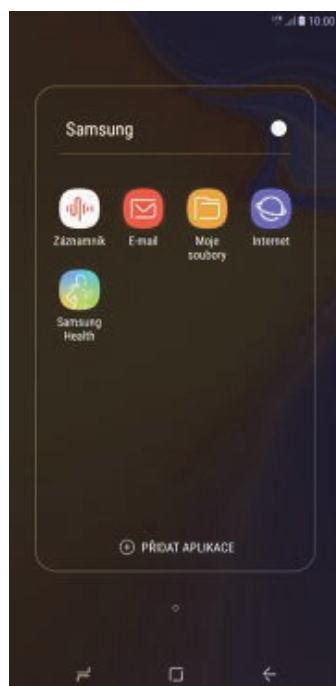 10:00
Samsung
Záznamník
E-mail
Moje
soubory
Internet
Samsung
Health
PŘIDAT APLIKACE